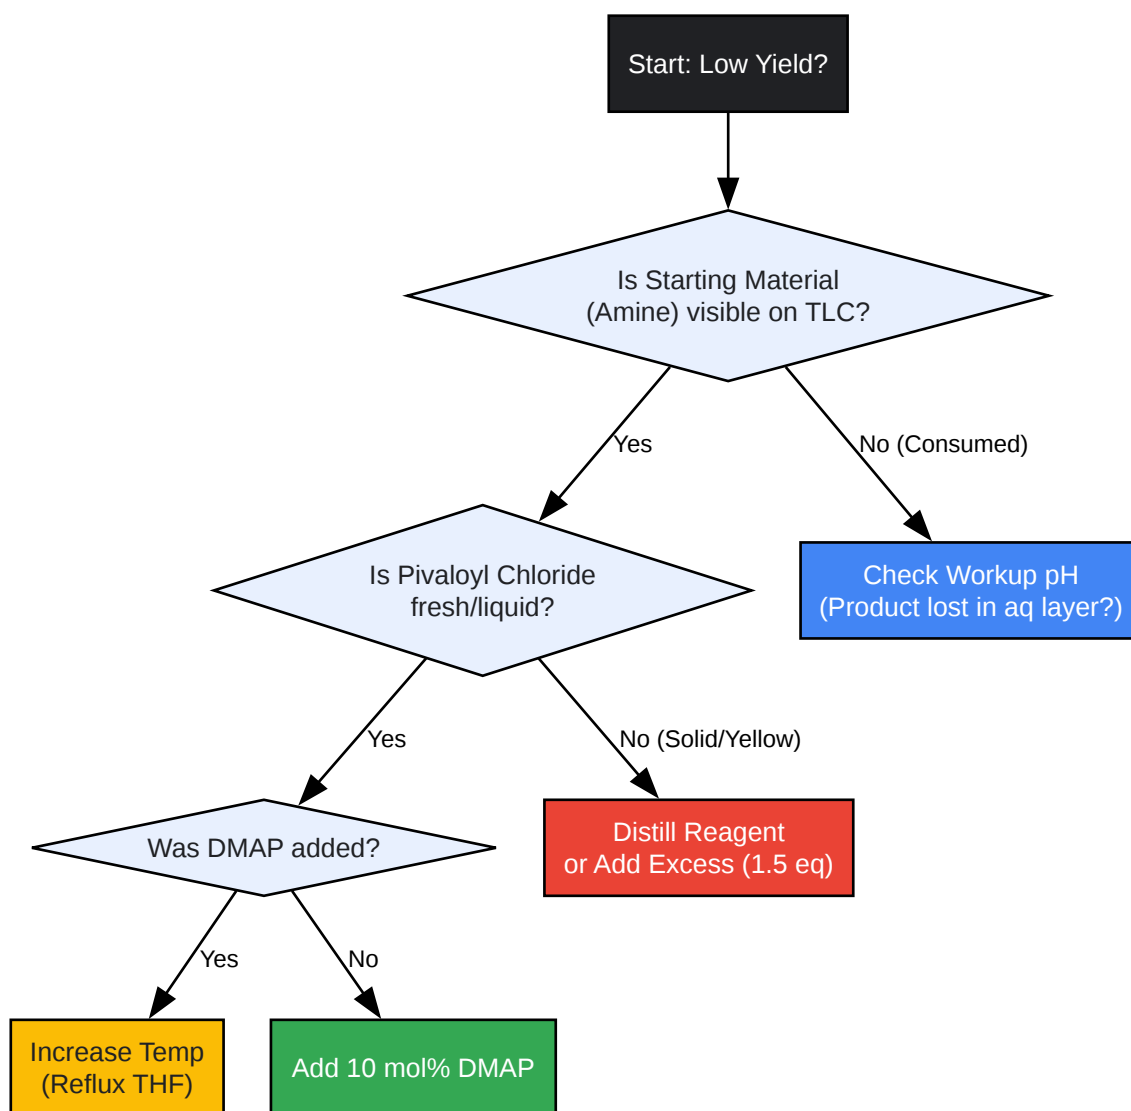 Start: Low Yield?
Is Starting Material
(Amine) visible on TLC?
Yes
No (Consumed)
Is Pivaloyl Chloride
fresh/liquid?
Check Workup pH
(Product lost in aq layer?)
Yes
No (Solid/Yellow)
Was DMAP added?
Distill Reagent
or Add Excess (1.5 eq)
Yes
No
Increase Temp
(Reflux THF)
Add 10 mol% DMAP